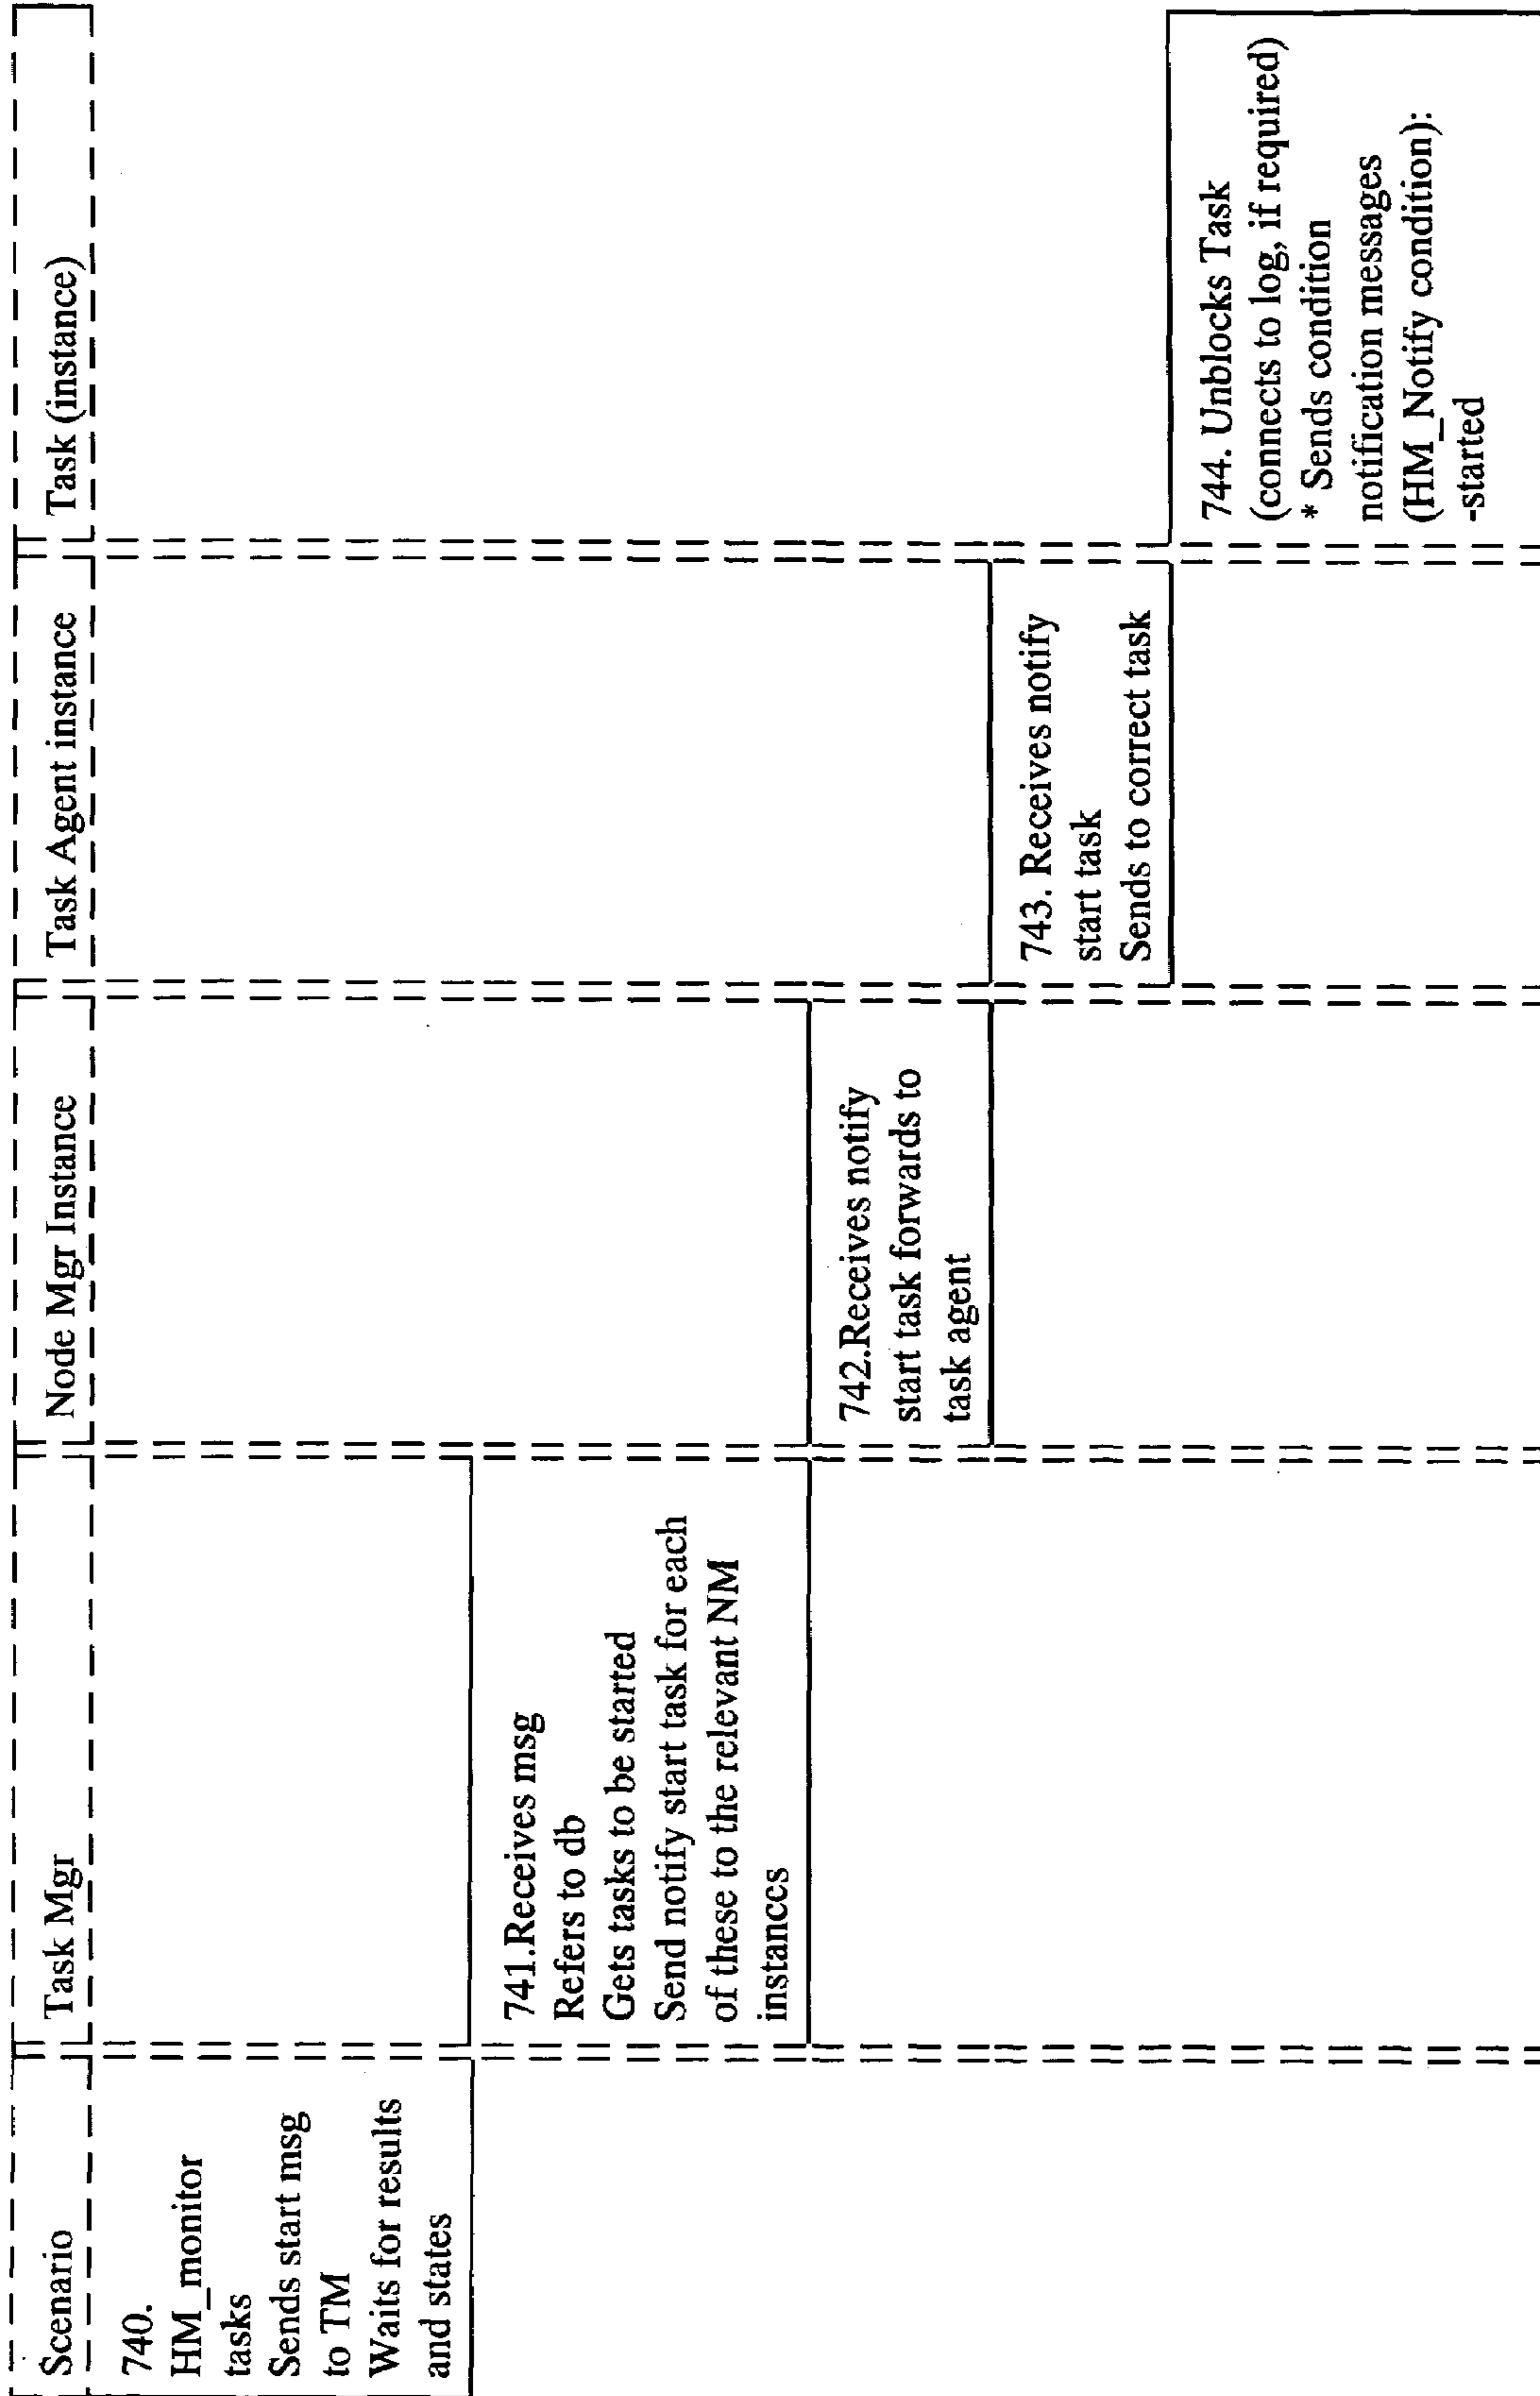 Scenario
Task Mgr
Node Mgr Instance
Task Agent instance
Task (instance)
740.
HM_monitor
tasks
Sends start msg
to TM
Waits for results
and states
741.Receives msg
Refers to db
Gets tasks to be started
Send notify start task for each
of these to the relevant NM
instances
742.Receives notify
start task forwards to
task agent
743. Receives notify
start task
Sends to correct task
744. Unblocks Task
(connects to log, if required)
* Sends condition
notification messages
(HM_Notify condition):
-started